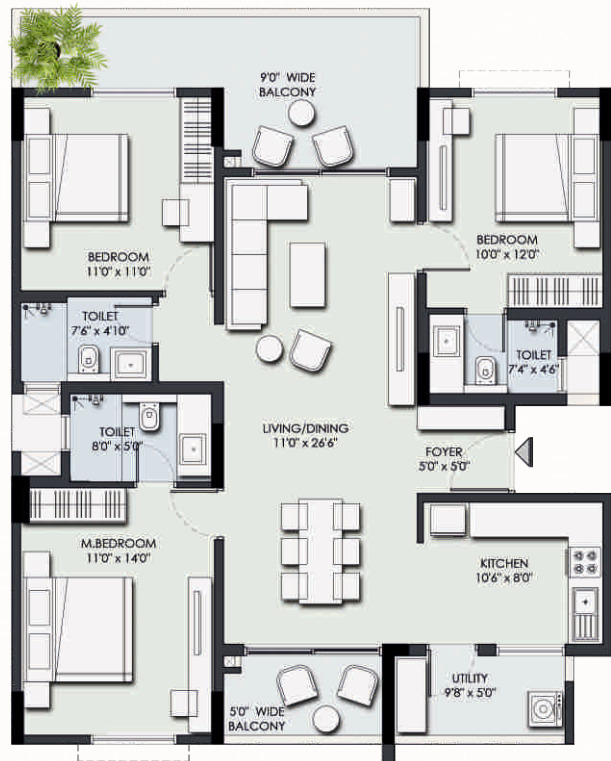 9'0" WIDE
BALCONY
BEDROOM
11'0" x 11'0"
BEDROOM
10'0" x 12'0"
TOILET
7'6" x 4'10"
TOILET
7'4" x 4'6"
TOILET
8'0" x 5'0"
LIVING/DINING
11'0" x 26'6"
FOYER
5'0" x 5'0"
M.BEDROOM
11'0" x 14'0"
KITCHEN
10'6" x 8'0"
UTILITY
9'8" x 5'0"
5'0" WIDE
BALCONY